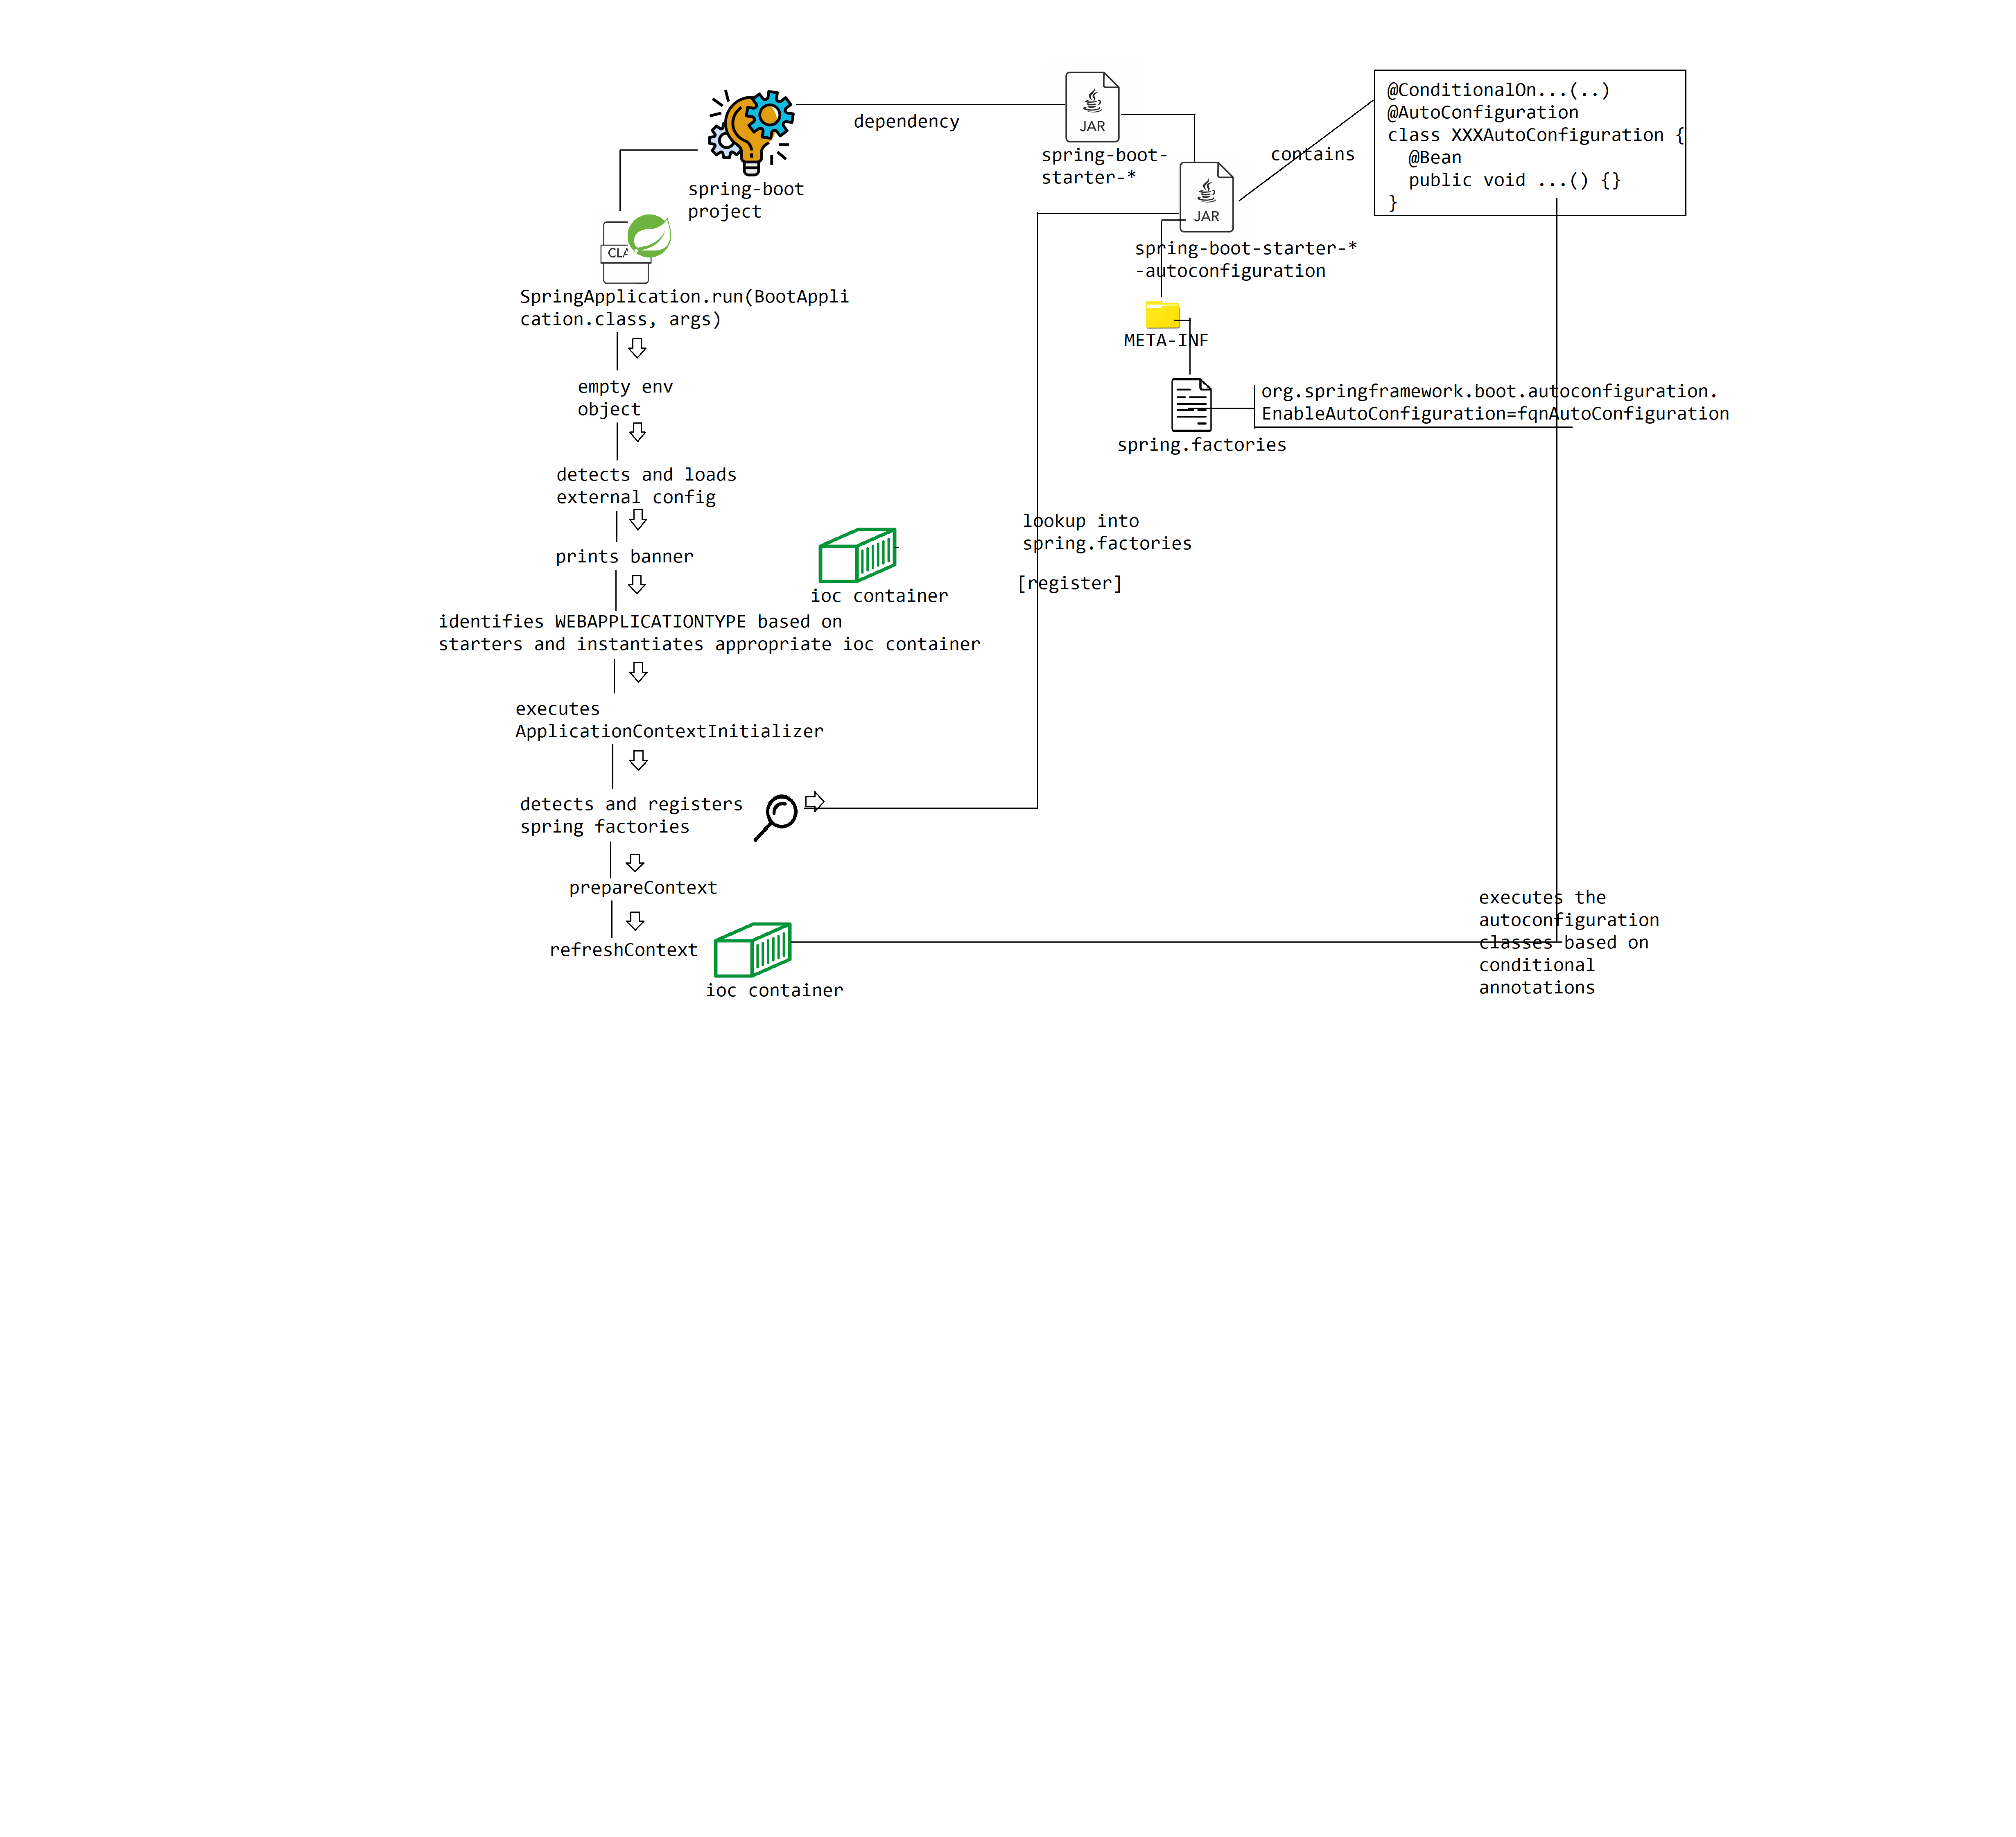 dependency
JAR
spring-boot-
starter-*
contains
@ConditionalOn...(..)
@AutoConfiguration
class XXXAutoConfiguration {
  @Bean
  public void ...() {}
}
spring-boot
project
JAR
spring-boot-starter-*
-autoconfiguration
META-INF
spring.factories
org.springframework.boot.autoconfiguration.
EnableAutoConfiguration=fqnAutoConfiguration
CLA
SpringApplication.run(BootAppli
cation.class, args)
empty env
object
detects and loads
external config
prints banner
ioc container
lookup into
spring.factories
[register]
identifies WEBAPPLICATIONTYPE based on
starters and instantiates appropriate ioc container
executes
ApplicationContextInitializer
detects and registers
spring factories
prepareContext
refreshContext
ioc container
executes the
autoconfiguration
classes based on
conditional
annotations